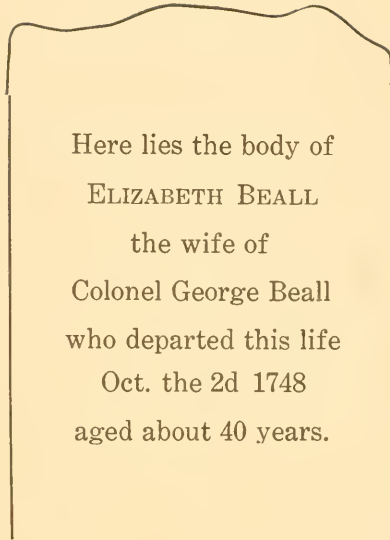 Here lies the body of
ELIZABETH BEALL
the wife of
Colonel George Beall
who departed this life
Oct. the 2d 1748
aged about 40 years.